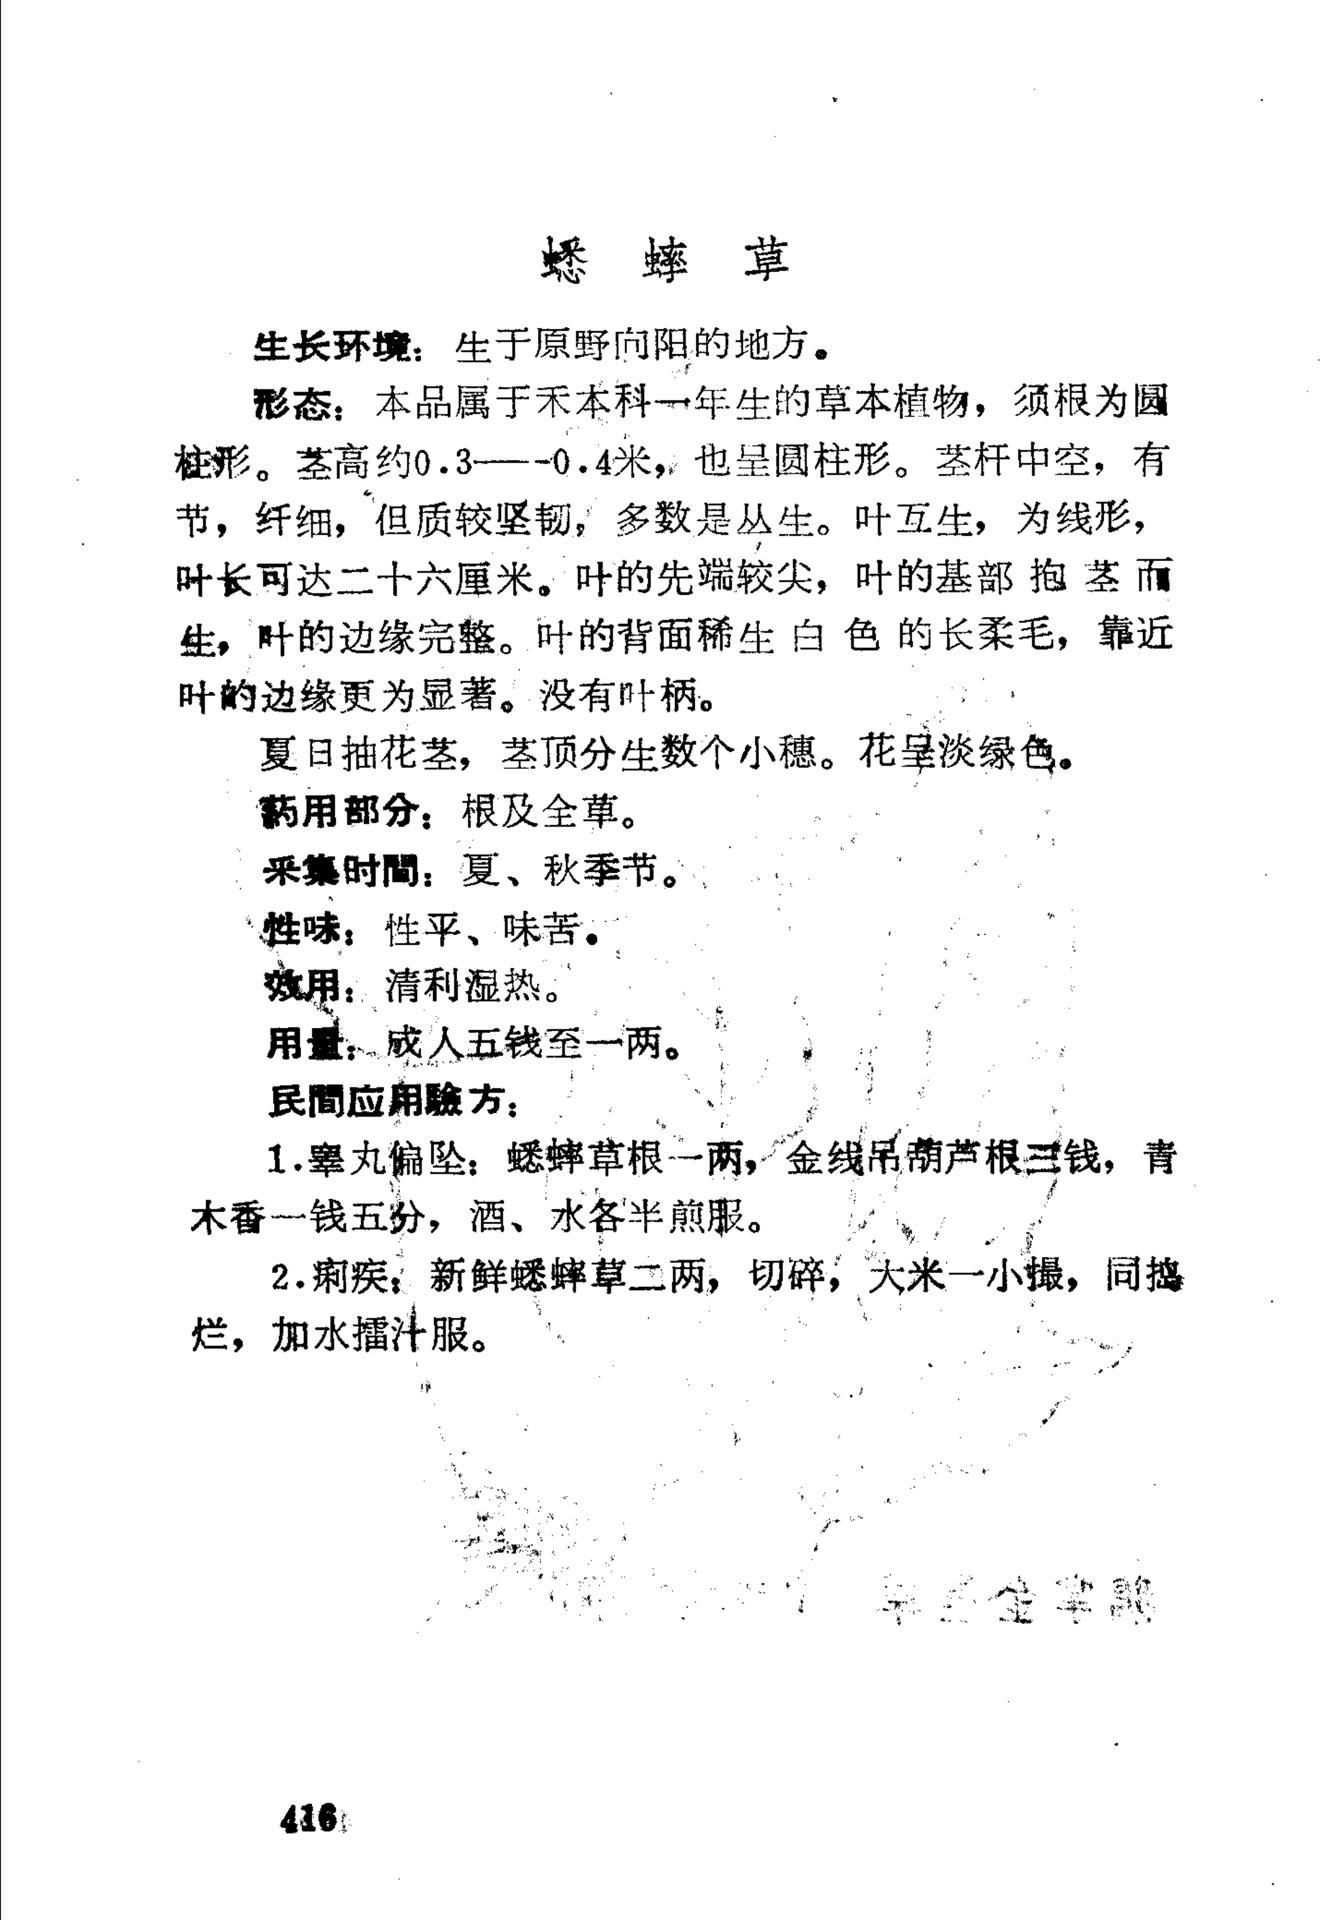 蟋蟀草
生长环境：生于原野向阳的地方。
形态：本品属于禾本科一年生的草本植物，须根为圆
柱形。茎高约0.3——0.4米，也呈圆柱形。茎杆中空，有
节，纤细，但质较坚韧，多数是丛生。叶互生，为线形，
叶长可达二十六厘米。叶的先端较尖，叶的基部抱茎而
生，叶的边缘完整。叶的背面稀生白色的长柔毛，靠近
叶的边缘更为显著。没有叶柄。
夏日抽花茎，茎顶分生数个小穗。花呈淡绿色。
药用部分：根及全草。
采集时間：夏、秋季节。
性味：性平、味苦。
效用：清利湿热。
用量：成人五钱至一两。
民間应用驗方：
1.睾丸偏坠：蟋蟀草根一两，金线吊葫芦根三钱，青
木香一钱五分，酒、水各半煎服。
2.痢疾：新鲜蟋蟀草二两，切碎，大米一小撮，同捣
烂，加水擂汁服。
416